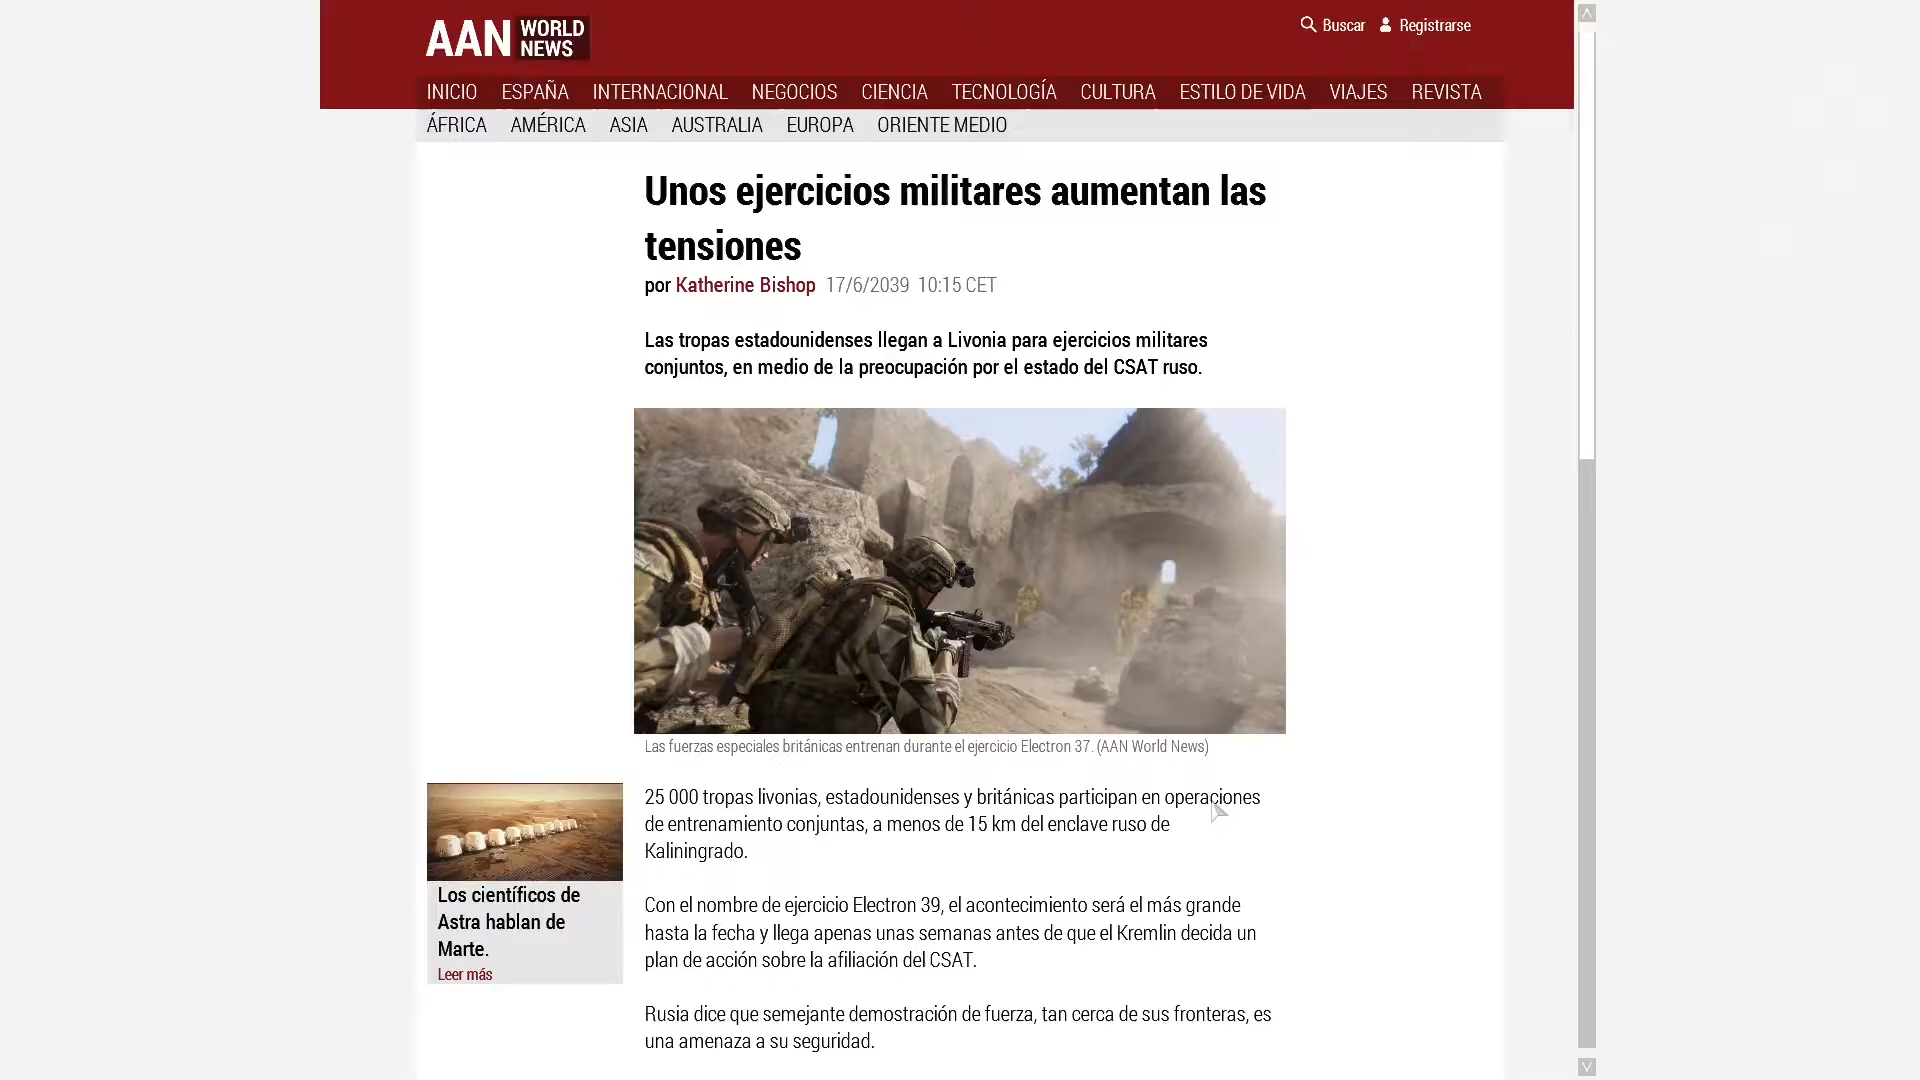 AAN WORLD NEWS
Buscar Registrarse
INICIO ESPAÑA INTERNACIONAL NEGOCIOS CIENCIA TECNOLOGÍA CULTURA ESTILO DE VIDA VIAJES REVISTA
ÁFRICA AMÉRICA ASIA AUSTRALIA EUROPA ORIENTE MEDIO
Unos ejercicios militares aumentan las
tensiones
por Katherine Bishop 17/6/2039 10:15 CET
Las tropas estadounidenses llegan a Livonia para ejercicios militares
conjuntos, en medio de la preocupación por el estado del CSAT ruso.
Las fuerzas especiales británicas entrenan durante el ejercicio Electron 37. (AAN World News)
25 000 tropas livonias, estadounidenses y británicas participan en operaciones
de entrenamiento conjuntas, a menos de 15 km del enclave ruso de
Kaliningrado.
Con el nombre de ejercicio Electron 39, el acontecimiento será el más grande
hasta la fecha y llega apenas unas semanas antes de que el Kremlin decida un
plan de acción sobre la afiliación del CSAT.
Rusia dice que semejante demostración de fuerza, tan cerca de sus fronteras, es
una amenaza a su seguridad.
Los científicos de
Astra hablan de
Marte.
Leer más